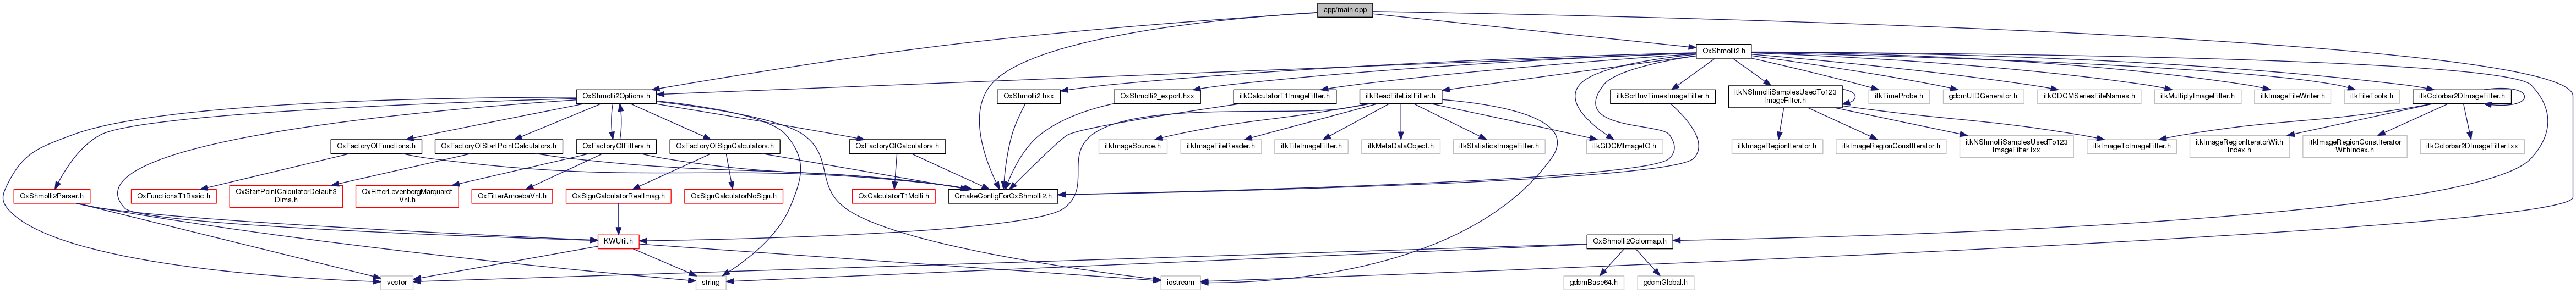 app/main.cpp
OxShmolli2.h
OxShmolli2Options.h
OxShmolli2.hxx
OxShmolli2_export.hxx
itkCalculatorT1ImageFilter.h
itkReadFileListFilter.h
itkSortInvTimesImageFilter.h
itkNShmolliSamplesUsedTo123
ImageFilter.h
itkTimeProbe.h
gdcmUIDGenerator.h
itkGDCMSeriesFileNames.h
itkMultiplyImageFilter.h
itkImageFileWriter.h
itkFileTools.h
itkColorbar2DImageFilter.h
OxFactoryOfFunctions.h
OxFactoryOfStartPointCalculators.h
OxFactoryOfFitters.h
OxFactoryOfSignCalculators.h
OxFactoryOfCalculators.h
itkImageSource.h
itkImageFileReader.h
itkTileImageFilter.h
itkMetaDataObject.h
itkStatisticsImageFilter.h
itkGDCMImageIO.h
itkImageRegionIterator.h
itkImageRegionConstIterator.h
itkNShmolliSamplesUsedTo123
ImageFilter.txx
itkImageToImageFilter.h
itkImageRegionIteratorWith
Index.h
itkImageRegionConstIterator
WithIndex.h
itkColorbar2DImageFilter.txx
OxShmolli2Parser.h
OxFunctionsT1Basic.h
OxStartPointCalculatorDefault3
Dims.h
OxFitterLevenbergMarquardt
Vnl.h
OxFitterAmoebaVnl.h
OxSignCalculatorRealImag.h
OxSignCalculatorNoSign.h
OxCalculatorT1Molli.h
CmakeConfigForOxShmolli2.h
KWUtil.h
OxShmolli2Colormap.h
vector
string
iostream
gdcmBase64.h
gdcmGlobal.h